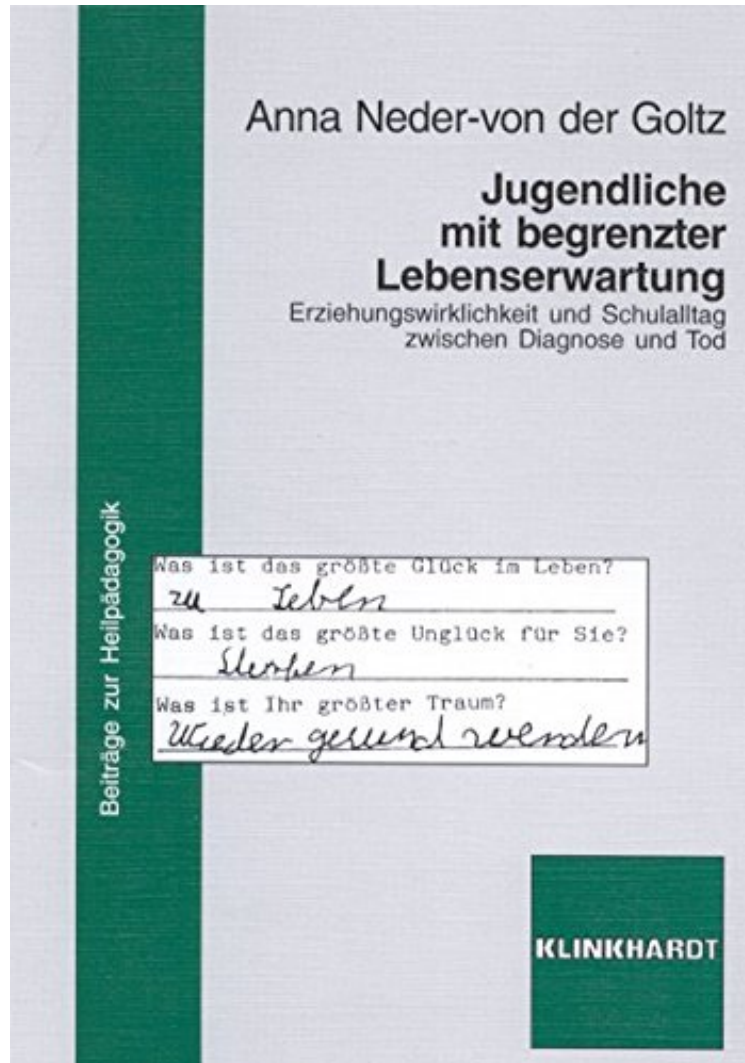 Anna Neder-von der Goltz
Jugendliche
mit begrenzter
Lebenserwartung
Erziehungswirklichkeit und Schulalltag
zwischen Diagnose und Tod
Beiträge zur Heilpädagogik
Was ist das größte Glück im Leben?
zu Leben
Was ist das größte Unglück für Sie?
Sterben
Was ist Ihr größter Traum?
Wieder gesund werden
KLINKHARDT